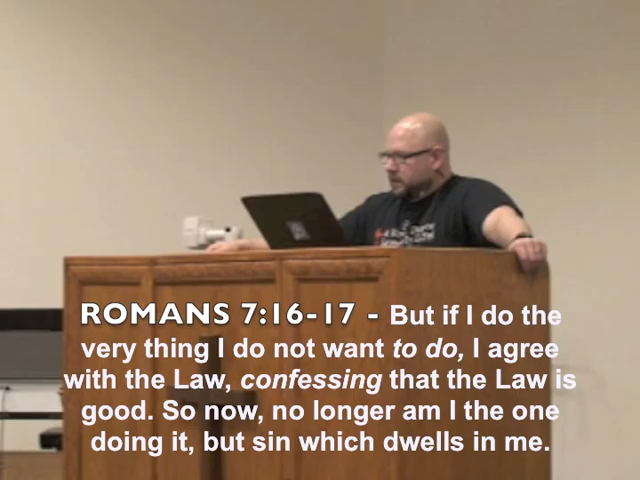 ROMANS 7:16-17 - But if I do the
very thing I do not want to do, I agree
with the Law, confessing that the Law is
good. So now, no longer am I the one
doing it, but sin which dwells in me.